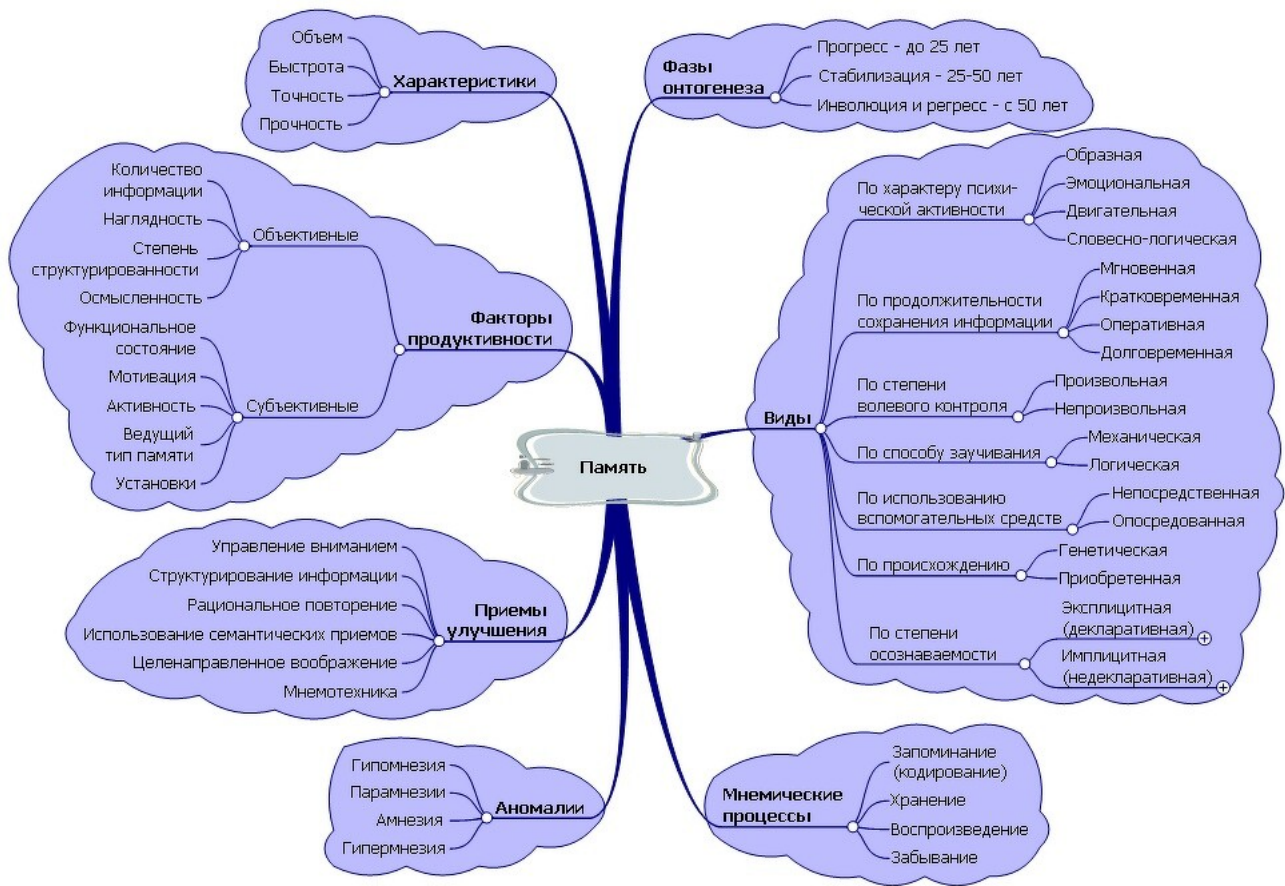 Память
Характеристики
Объем
Быстрота
Точность
Прочность
Факторы
продуктивности
Объективные
Количество
информации
Наглядность
Степень
структурированности
Осмысленность
Субъективные
Функциональное
состояние
Мотивация
Активность
Ведущий
тип памяти
Установки
Приемы
улучшения
Управление вниманием
Структурирование информации
Рациональное повторение
Использование семантических приемов
Целенаправленное воображение
Мнемотехника
Аномалии
Гипомнезия
Парамнезии
Амнезия
Гипермнезия
Фазы
онтогенеза
Прогресс - до 25 лет
Стабилизация - 25-50 лет
Инволюция и регресс - с 50 лет
Виды
По характеру психи-
ческой активности
Образная
Эмоциональная
Двигательная
Словесно-логическая
По продолжительности
сохранения информации
Мгновенная
Кратковременная
Оперативная
Долговременная
По степени
волевого контроля
Произвольная
Непроизвольная
По способу заучивания
Механическая
Логическая
По использованию
вспомогательных средств
Непосредственная
Опосредованная
По происхождению
Генетическая
Приобретенная
По степени
осознаваемости
Эксплицитная
(декларативная)
Имплицитная
(недекларативная)
Мнемические
процессы
Запоминание
(кодирование)
Хранение
Воспроизведение
Забывание